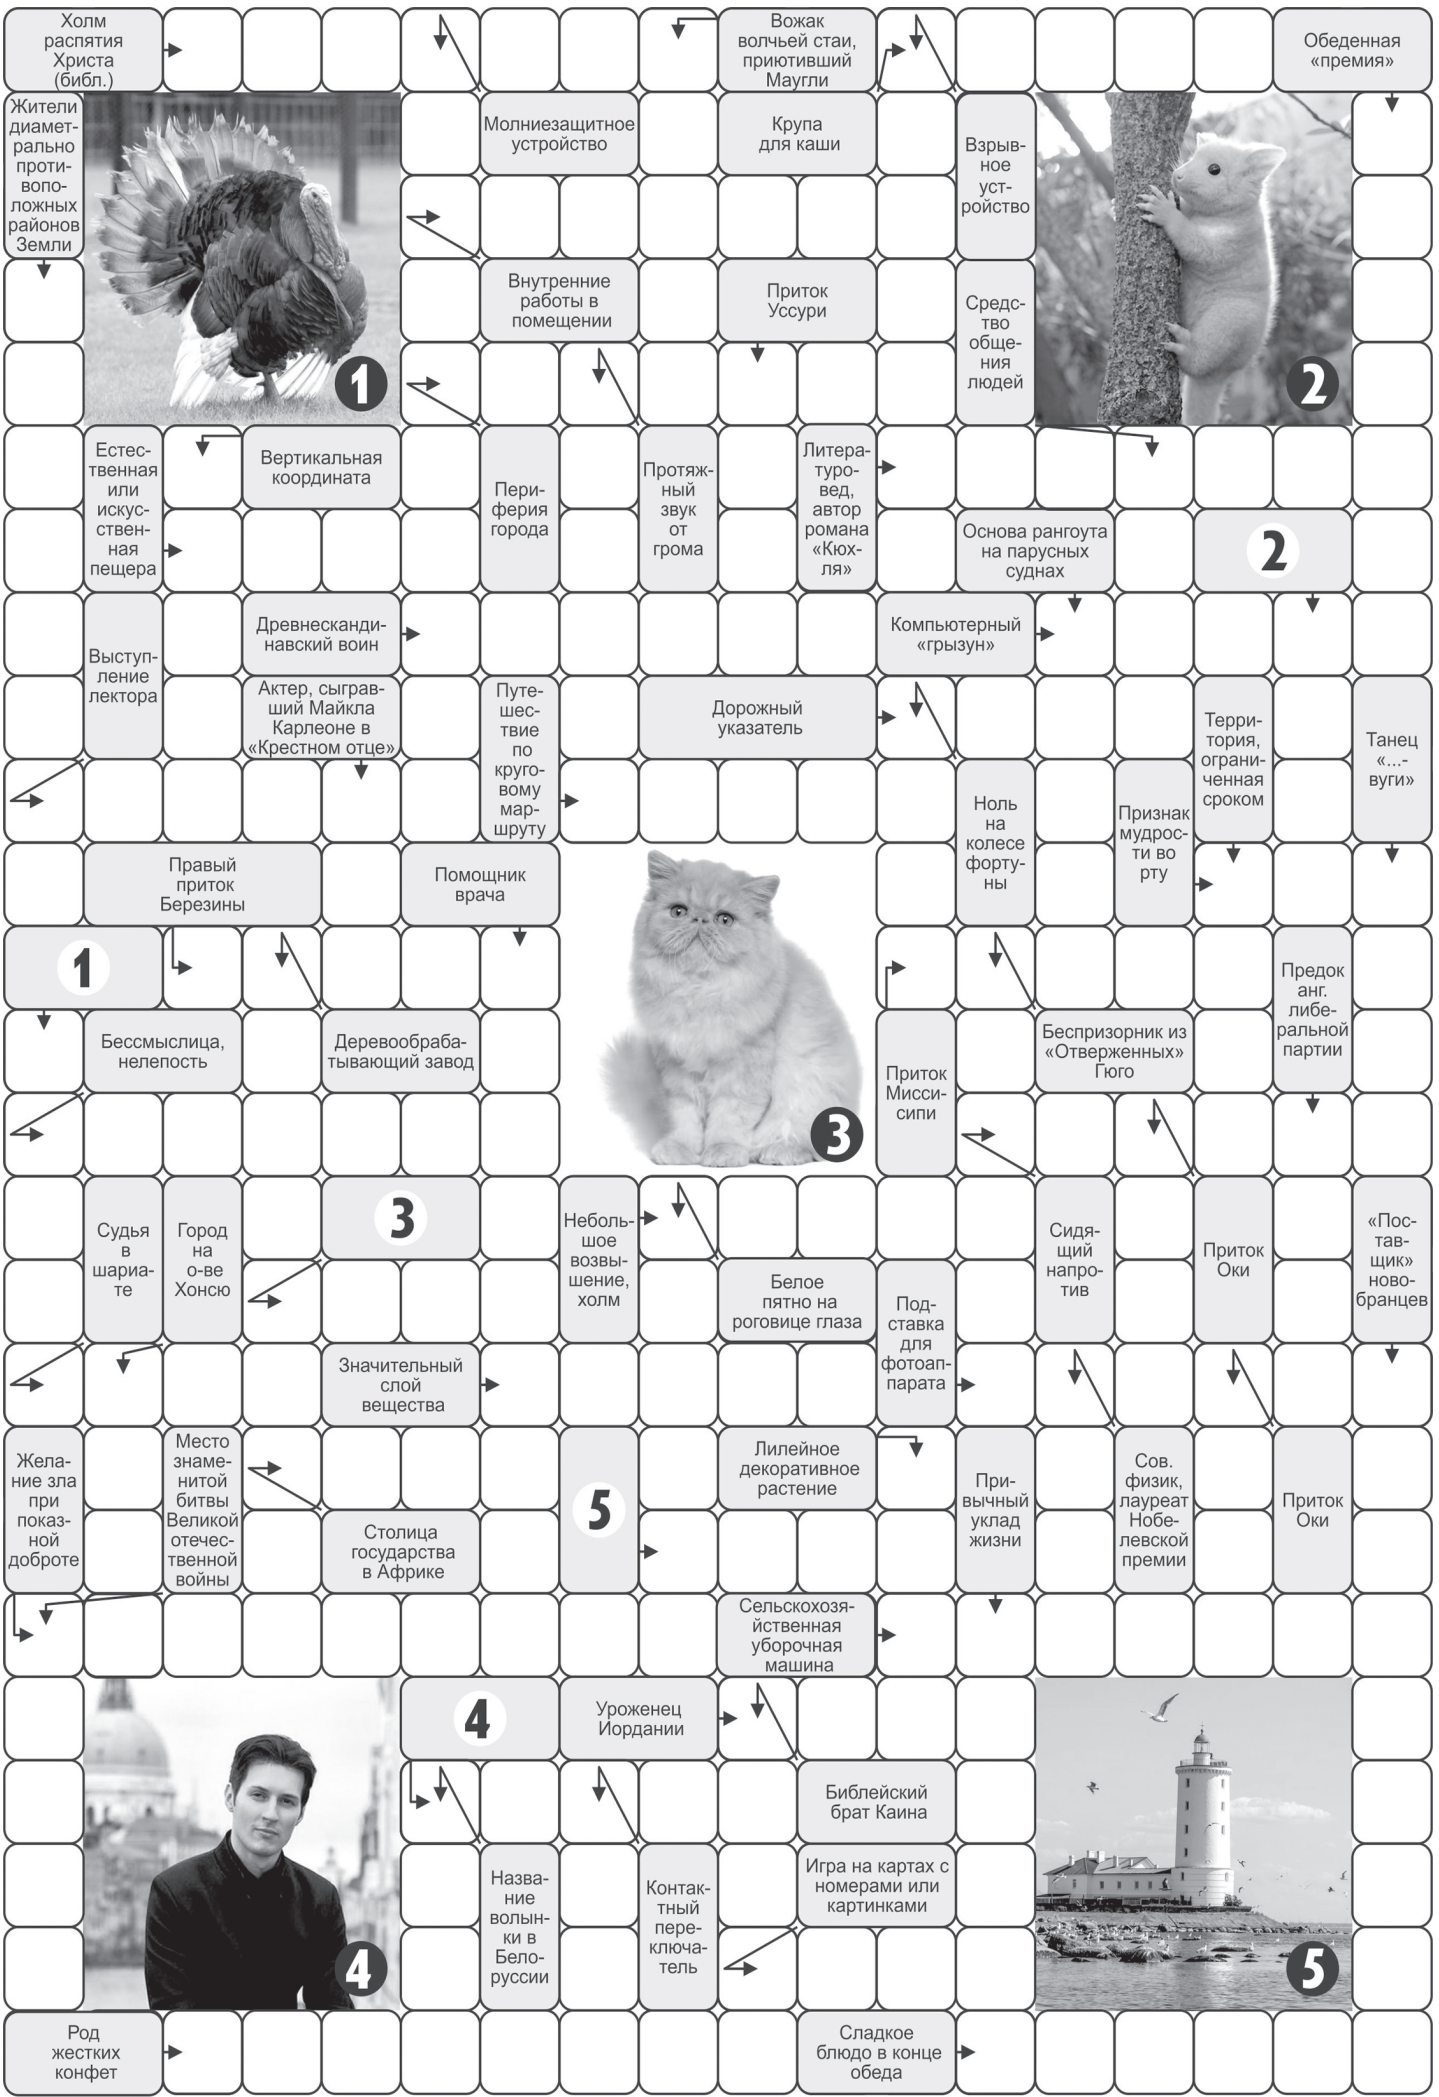 Холм
распятия
Христа
(библ.)
Вожак
волчьей стаи,
приютивший
Маугли
Обеденная
«премия»
Жители
диамет-
рально
проти-
вопо-
ложных
районов
Земли
Молниезащитное
устройство
Крупа
для каши
Взрыв-
ное
уст-
ройство
Внутренние
работы в
помещении
Приток
Уссури
Средс-
тво
обще-
ния
людей
1
2
Естес-
твенная
или
искус-
ствен-
ная
пещера
Вертикальная
координата
Пери-
ферия
города
Протяж-
ный
звук
от
грома
Литера-
туро-
вед,
автор
романа
«Кюх-
ля»
Основа рангоута
на парусных
суднах
2
Выступ-
ление
лектора
Древнесканди-
навский воин
Компьютерный
«грызун»
Актер, сыграв-
ший Майкла
Карлеоне в
«Крестном отце»
Путе-
шес-
твие
по
круго-
вому
мар-
шруту
Дорожный
указатель
Терри-
тория,
ограни-
ченная
сроком
Танец
«...-
вуги»
Ноль
на
колесе
форту-
ны
Признак
мудрос-
ти во
рту
Правый
приток
Березины
Помощник
врача
1
Предок
анг.
либе-
ральной
партии
Бессмыслица,
нелепость
Деревообраба-
тывающий завод
Приток
Мисси-
сипи
Беспризорник из
«Отверженных»
Гюго
3
Судья
в
шариа-
те
Город
на
о-ве
Хонсю
3
Неболь-
шое
возвы-
шение,
холм
Сидя-
щий
напро-
тив
Приток
Оки
«Пос-
тав-
щик»
ново-
бранцев
Белое
пятно на
роговице глаза
Под-
ставка
для
фотоап-
парата
Значительный
слой
вещества
Жела-
ние зла
при
показ-
ной
доброте
Место
знаме-
нитой
битвы
Великой
отечес-
твенной
войны
5
Лилейное
декоративное
растение
При-
вычный
уклад
жизни
Сов.
физик,
лауреат
Нобе-
левской
премии
Приток
Оки
Столица
государства
в Африке
Сельскохозя-
йственная
уборочная
машина
4
Уроженец
Иордании
Библейский
брат Каина
Назва-
ние
волын-
ки в
Бело-
руссии
Контак-
тный
пере-
ключа-
тель
Игра на картах с
номерами или
картинками
4
5
Род
жестких
конфет
Сладкое
блюдо в конце
обеда